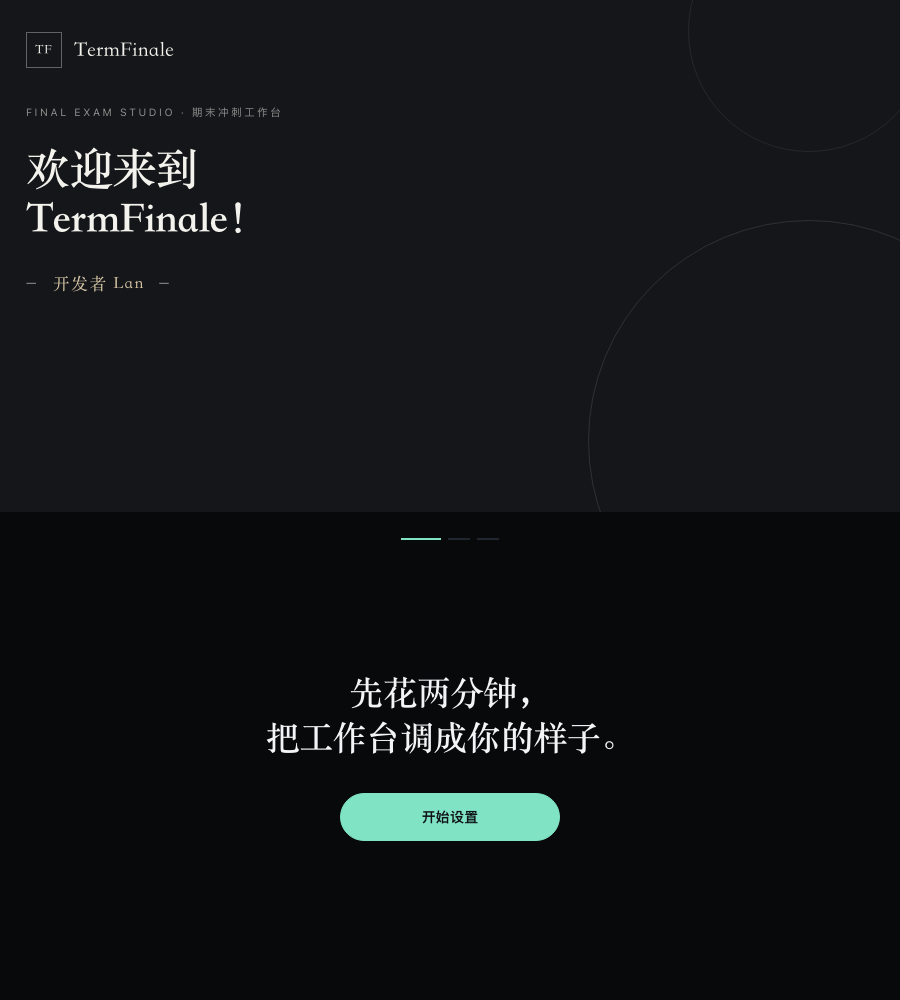 TF
TermFinale
FINAL EXAM STUDIO · 期末冲刺工作台
欢迎来到
TermFinale!
— 开发者 Lan —
先花两分钟，
把工作台调成你的样子。
开始设置